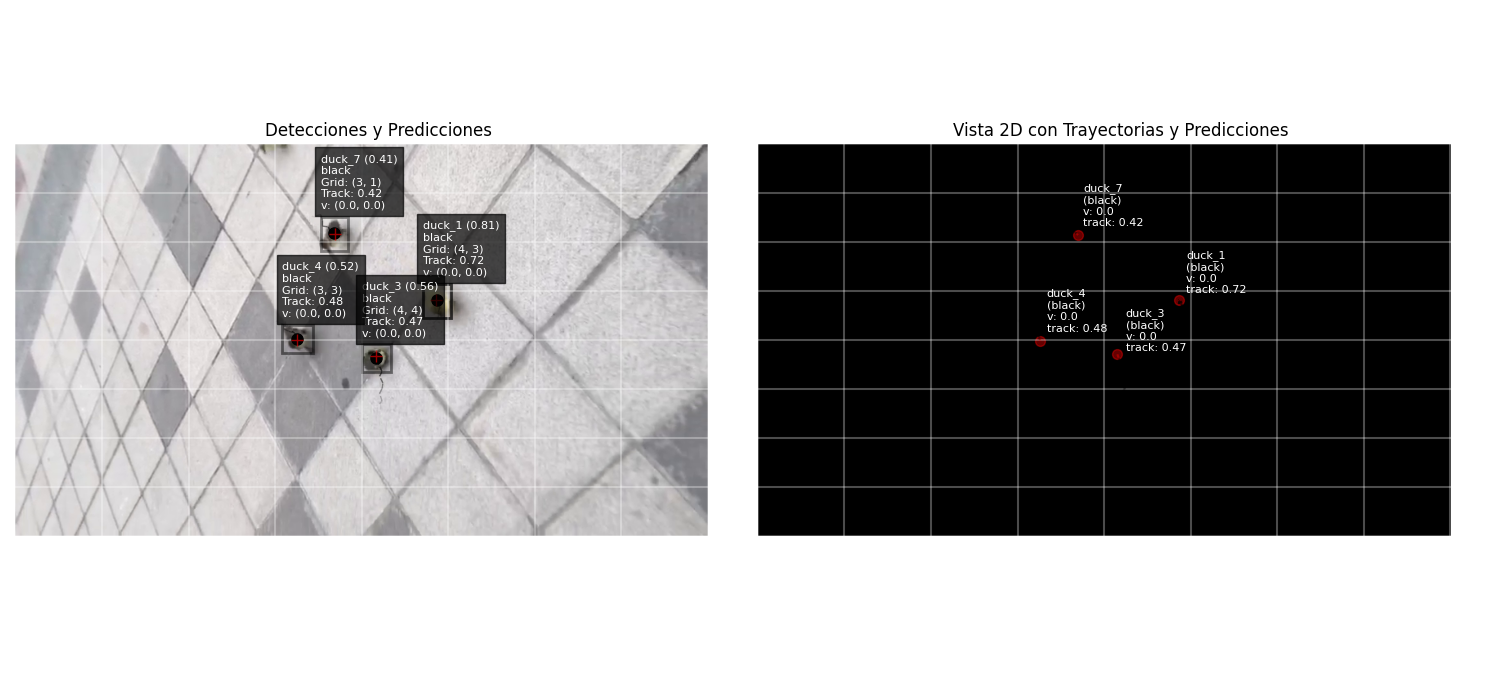 Detecciones y Predicciones
duck_7 (0.41)
black
Grid: (3, 1)
Track: 0.42
v: (0.0, 0.0)
duck_1 (0.81)
black
Grid: (4, 3)
Track: 0.72
v: (0.0, 0.0)
duck_4 (0.52)
black
Grid: (3, 3)
Track: 0.48
v: (0.0, 0.0)
duck_3 (0.56)
black
Grid: (4, 4)
Track: 0.47
v: (0.0, 0.0)
Vista 2D con Trayectorias y Predicciones
duck_7
(black)
v: 0.0
track: 0.42
duck_1
(black)
v: 0.0
track: 0.72
duck_4
(black)
v: 0.0
track: 0.48
duck_3
(black)
v: 0.0
track: 0.47